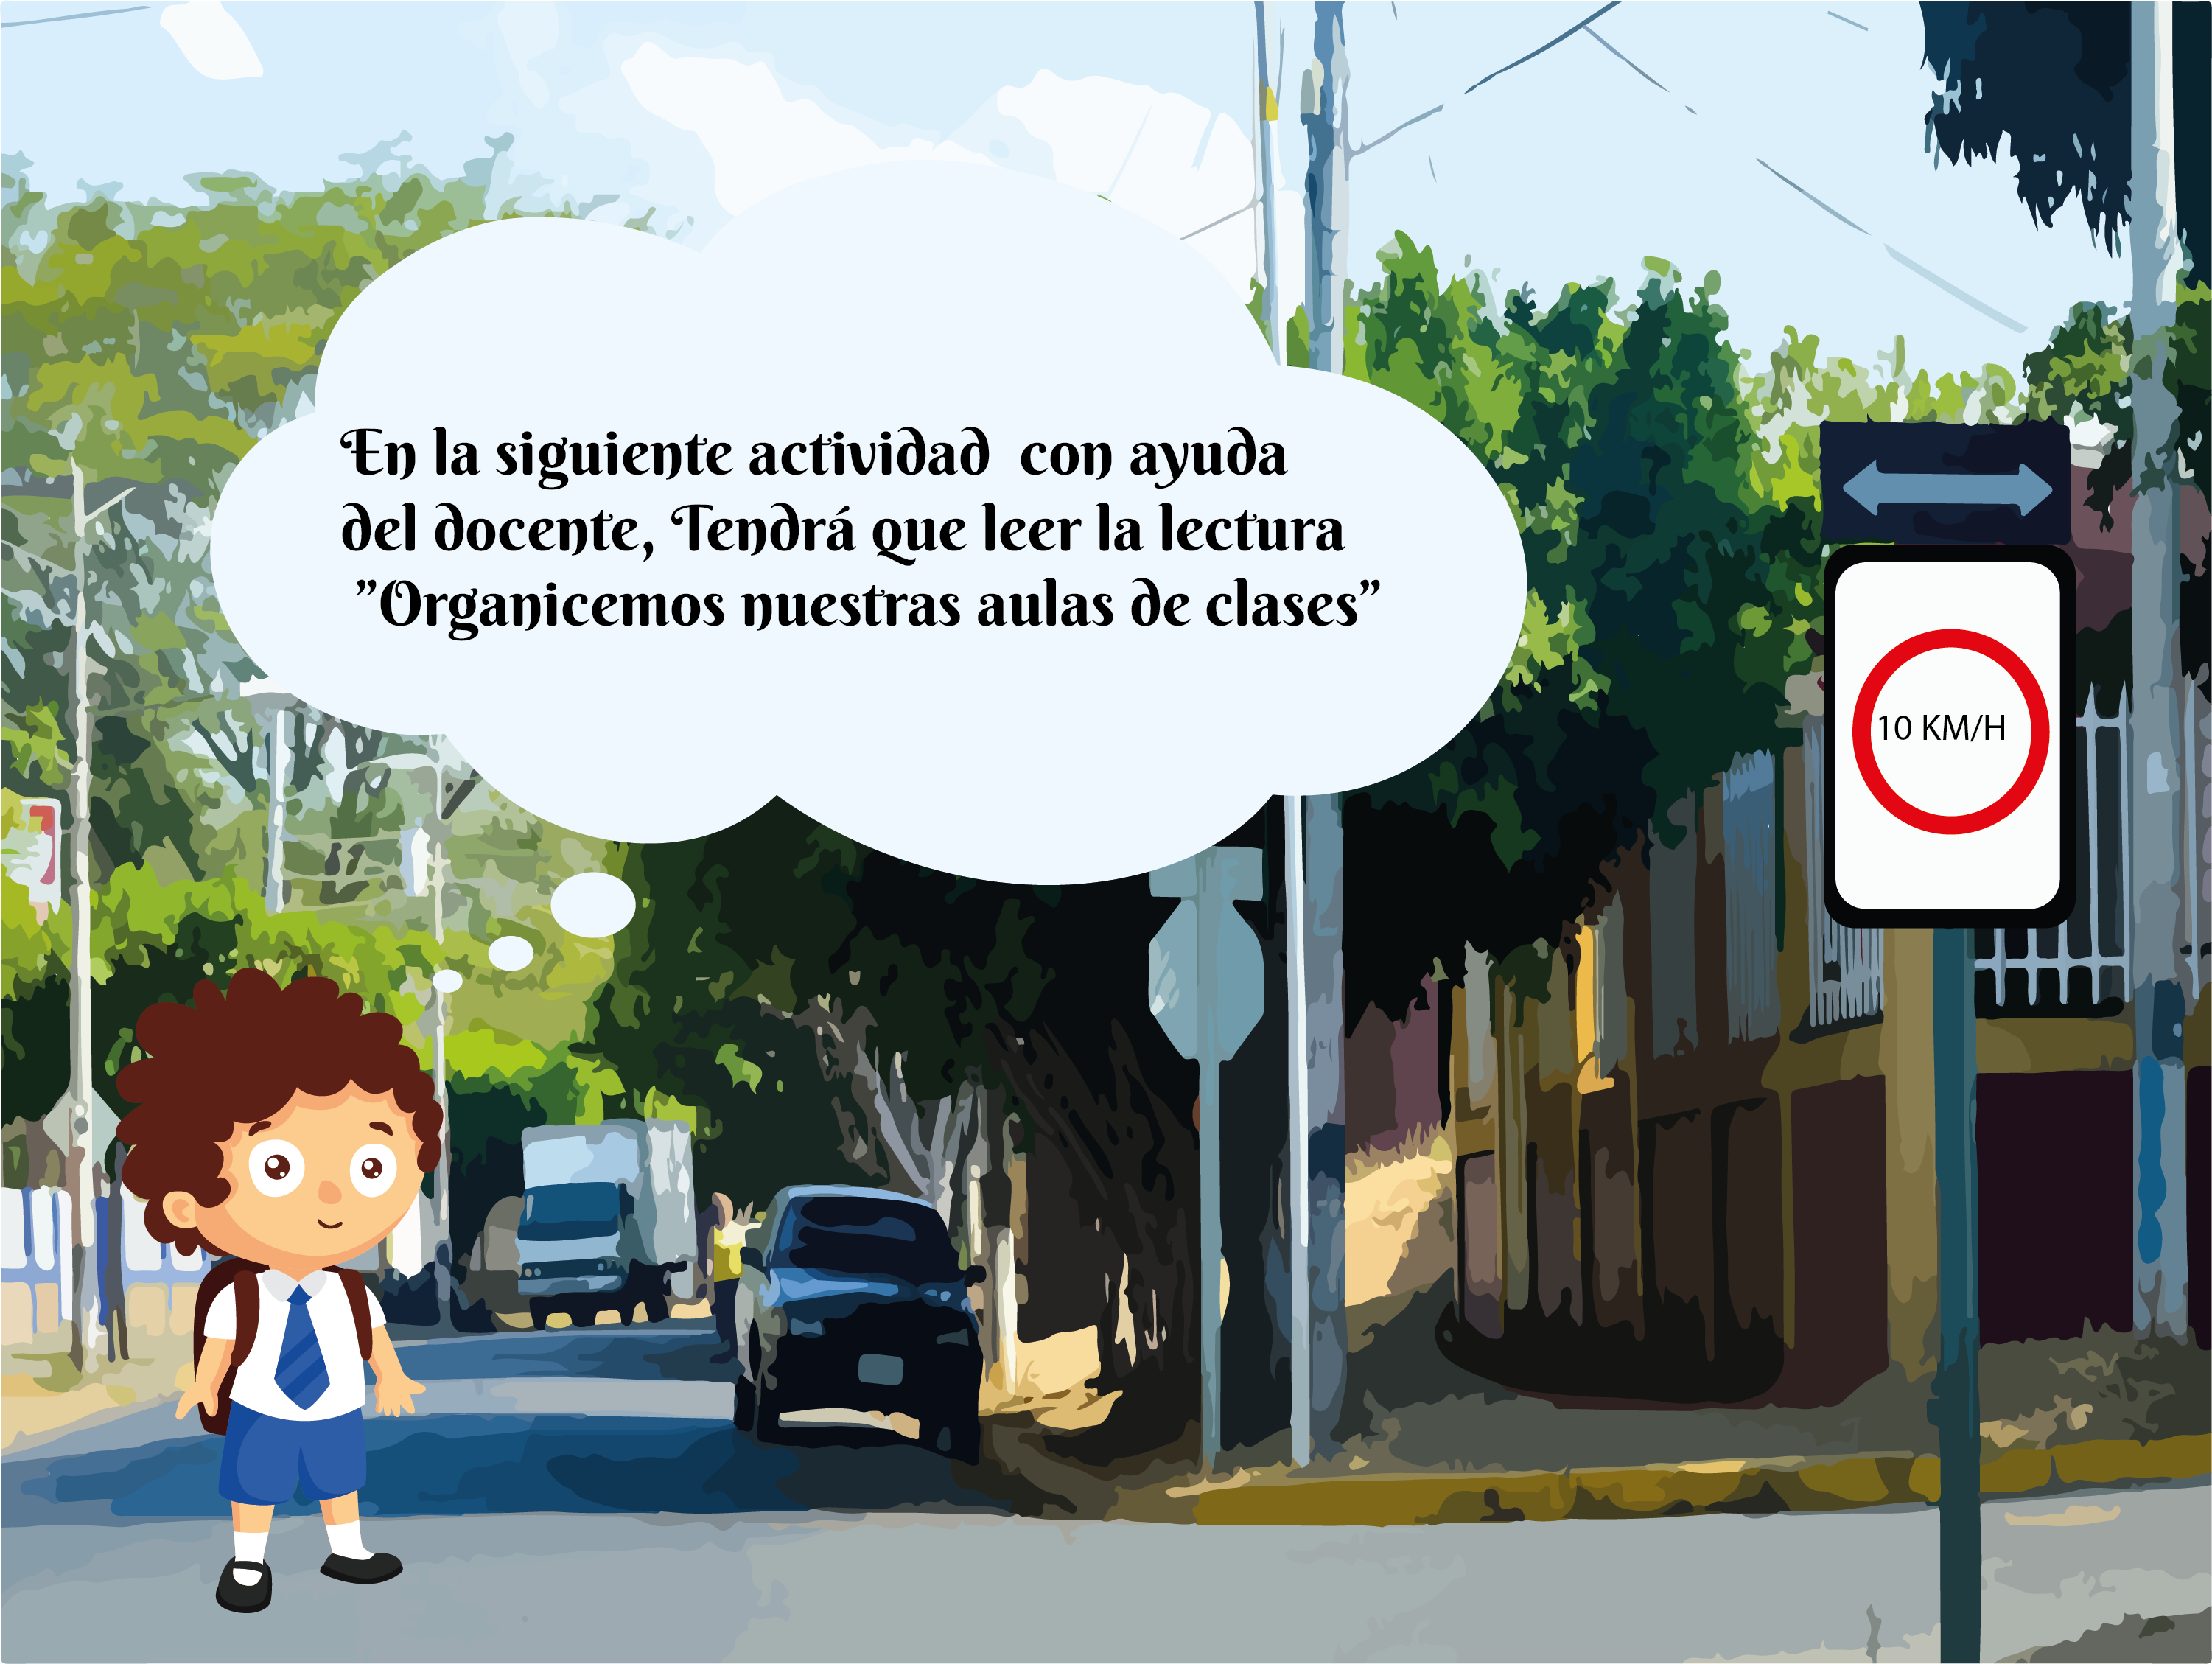 En la siguiente actividad con ayuda
del docente, Tendrá que leer la lectura
”Organicemos nuestras aulas de clases”
10 KM/H